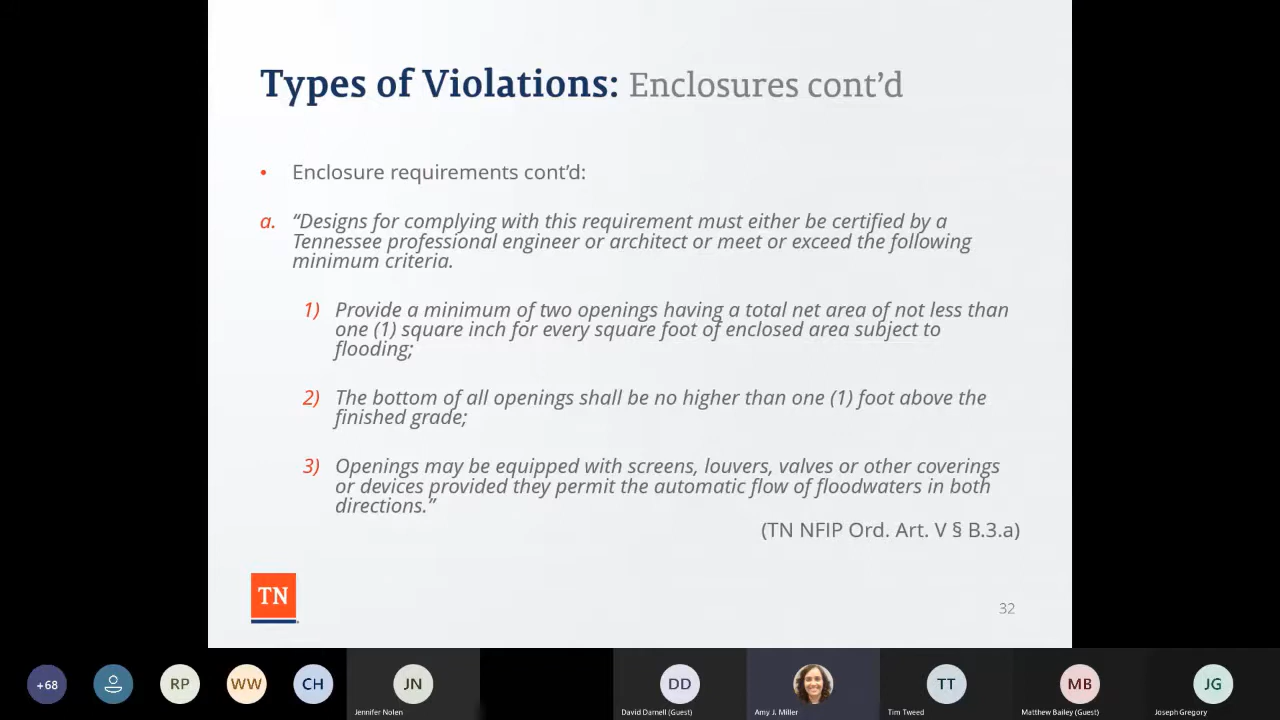 Types of Violations: Enclosures cont’d
• Enclosure requirements cont’d:
a. “Designs for complying with this requirement must either be certified by a
Tennessee professional engineer or architect or meet or exceed the following
minimum criteria.
1) Provide a minimum of two openings having a total net area of not less than
one (1) square inch for every square foot of enclosed area subject to
flooding;
2) The bottom of all openings shall be no higher than one (1) foot above the
finished grade;
3) Openings may be equipped with screens, louvers, valves or other coverings
or devices provided they permit the automatic flow of floodwaters in both
directions.”
(TN NFIP Ord. Art. V § B.3.a)
TN
32
+68
RP
WW
CH
JN
DD
TT
MB
JG
Jennifer Nolen
David Darnell (Guest)
Amy J. Miller
Tim Tweed
Matthew Bailey (Guest)
Joseph Gregory